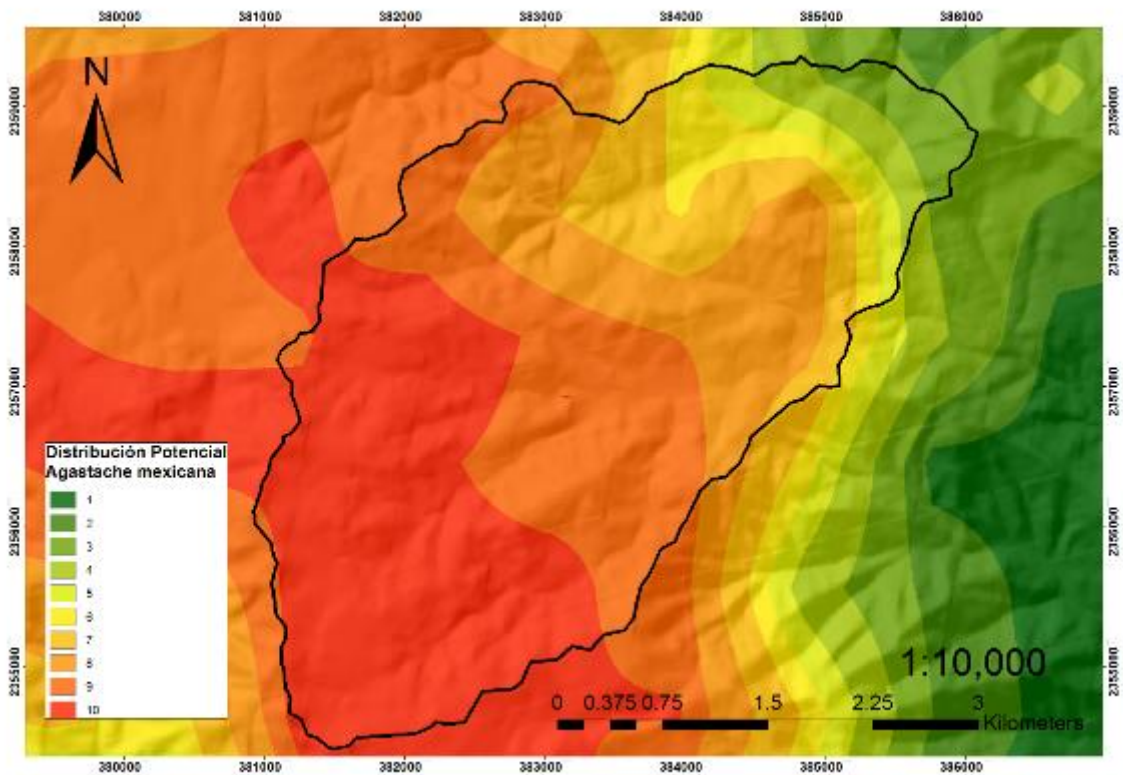 380000 381000 382000 383000 384000 385000 386000
N
2359000 2359000
2358000 2358000
2357000 2357000
Distribución Potencial
Agastache mexicana
1
2
3
4
5
6
7
8
9
10
2356000 2356000
2355000 2355000
1:10,000
0 0.375 0.75 1.5 2.25 3
Kilometers
380000 381000 382000 383000 384000 385000 386000